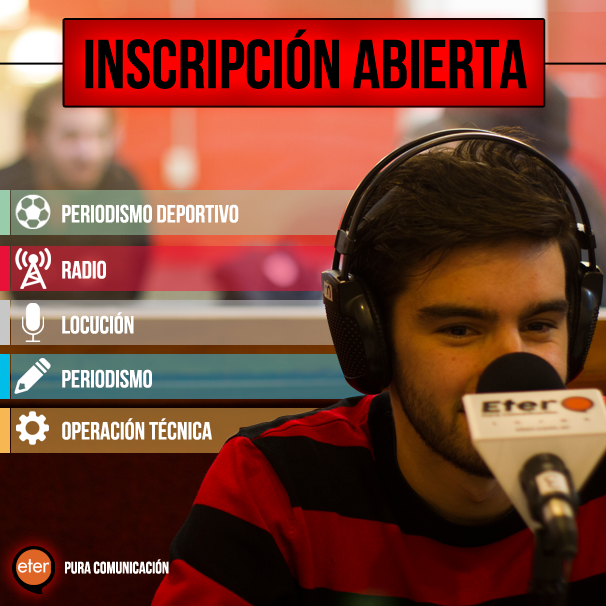 INSCRIPCIÓN ABIERTA
PERIODISMO DEPORTIVO
RADIO
LOCUCIÓN
PERIODISMO
OPERACIÓN TÉCNICA
Eter
eter
PURA COMUNICACIÓN